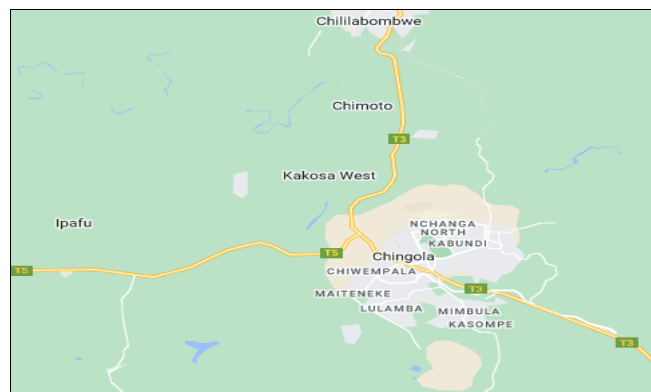 Chililabombwe
Chimoto
T3
Kakosa West
Ipafu
NCHANGA
NORTH
KABUNDI
T5
Chingola
T5
CHIWEMPALA
T3
MAITENEKE
LULAMBA
MIMBULA
KASOMPE
T3